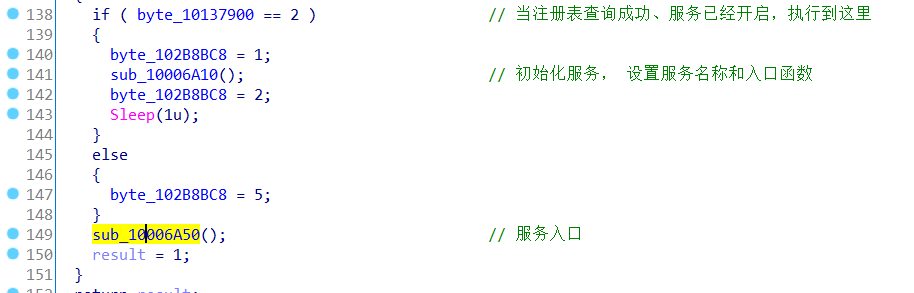 138 if ( byte_10137900 == 2 ) // 当注册表查询成功、服务已经开启，执行到这里
139 {
140 byte_102B8BC8 = 1;
141 sub_10006A10(); // 初始化服务， 设置服务名称和入口函数
142 byte_102B8BC8 = 2;
143 Sleep(1u);
144 }
145 else
146 {
147 byte_102B8BC8 = 5;
148 }
149 sub_10006A50(); // 服务入口
150 result = 1;
151 }